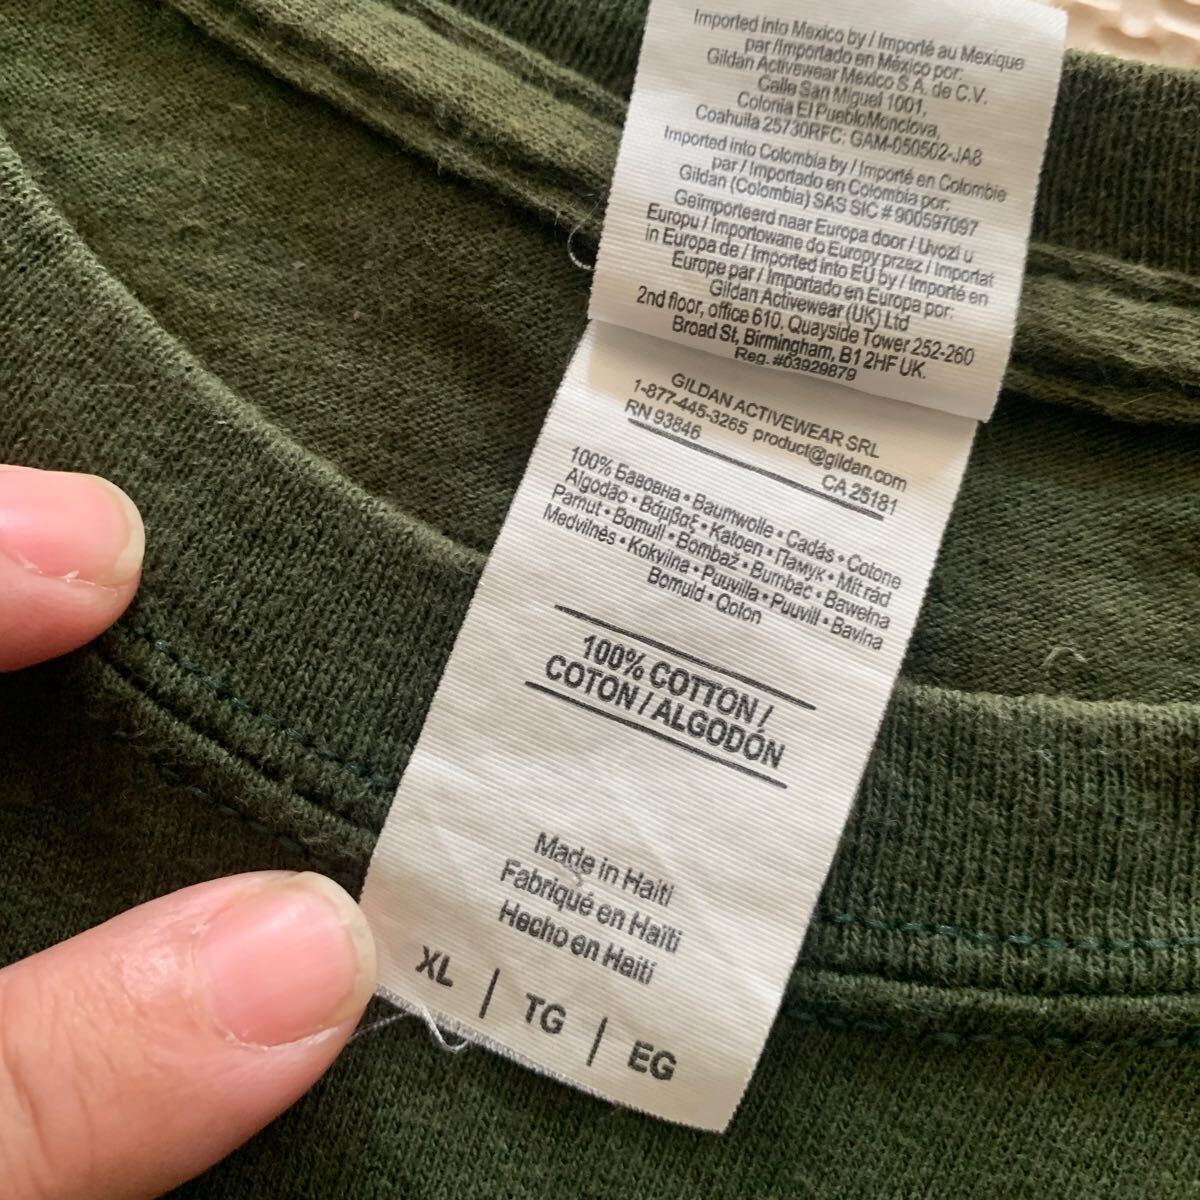 Imported into Mexico by / Importé au Mexique
par / Importado en México por:
Gildan Activewear México S.A. de C.V.
Calle San Miguel 1001,
Colonia El PuebloMonclova,
Coahuila 25730RFC: GAM-050502-JA8
Imported into Colombia by / Importé en Colombie
par / Importado en Colombia por:
Gildan (Colombia) SAS SIC # 900597097
Geïmporteerd naar Europa door / Uvozi u
Europu / Importowane do Europy przez / Importat
in Europa de / Imported into EU by / Importé en
Europe par / Importado en Europa por:
Gildan Activewear (UK) Ltd
2nd floor, office 610, Quayside Tower 252-260
Broad St, Birmingham, B1 2HF UK.
Reg. #03929879
GILDAN ACTIVEWEAR SRL
1-877-445-3265 product@gildan.com
RN 93846 CA 25181
100% Бавовна • Baumwolle • Cadás • Cotone
Algodão • Βάμβαξ • Katoen • Памук • Mit rád
Pamut • Bomull • Bombaž • Bumbac • Bawełna
Medvilnės • Kokvilna • Puuvilla • Puuvill • Bavlna
Bomuld • Qoton
100% COTTON /
COTON / ALGODÓN
Made in Haiti
Fabriqué en Haïti
Hecho en Haití
XL | TG | EG